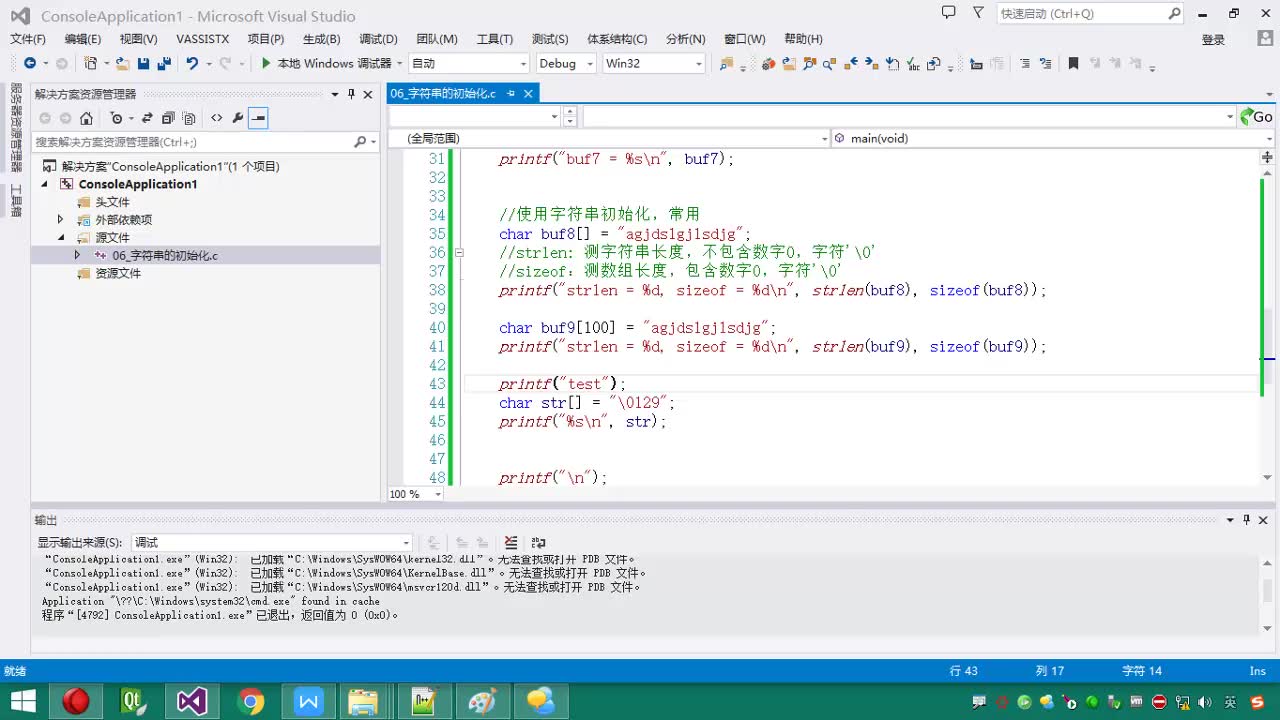 ConsoleApplication1 - Microsoft Visual Studio
快速启动 (Ctrl+Q)
文件(F) 编辑(E) 视图(V) VASSISTX 项目(P) 生成(B) 调试(D) 团队(M) 工具(T) 测试(S) 体系结构(C) 分析(N) 窗口(W) 帮助(H) 登录
本地 Windows 调试器 自动 Debug Win32
服务器资源管理器
工具箱
解决方案资源管理器
搜索解决方案资源管理器(Ctrl+;)
解决方案"ConsoleApplication1"(1 个项目)
ConsoleApplication1
头文件
外部依赖项
源文件
06_字符串的初始化.c
资源文件
06_字符串的初始化.c
Go
(全局范围) main(void)
31 printf("buf7 = %s\n", buf7);
32
33
34 //使用字符串初始化，常用
35 char buf8[] = "agjdslgjlsdjg";
36 //strlen: 测字符串长度，不包含数字0，字符'\0'
37 //sizeof：测数组长度，包含数字0，字符'\0'
38 printf("strlen = %d, sizeof = %d\n", strlen(buf8), sizeof(buf8));
39
40 char buf9[100] = "agjdslgjlsdjg";
41 printf("strlen = %d, sizeof = %d\n", strlen(buf9), sizeof(buf9));
42
43 printf("test");
44 char str[] = "\0129";
45 printf("%s\n", str);
46
47
48 printf("\n");
100 %
输出
显示输出来源(S): 调试
“ConsoleApplication1.exe”(Win32): 已加载“C:\Windows\SysWOW64\kernel32.dll”。无法查找或打开 PDB 文件。
“ConsoleApplication1.exe”(Win32): 已加载“C:\Windows\SysWOW64\KernelBase.dll”。无法查找或打开 PDB 文件。
“ConsoleApplication1.exe”(Win32): 已加载“C:\Windows\SysWOW64\msvcr120d.dll”。无法查找或打开 PDB 文件。
Application "\??\C:\Windows\system32\cmd.exe" found in cache
程序“[4792] ConsoleApplication1.exe”已退出，返回值为 0 (0x0)。
就绪 行 43 列 17 字符 14 Ins
英